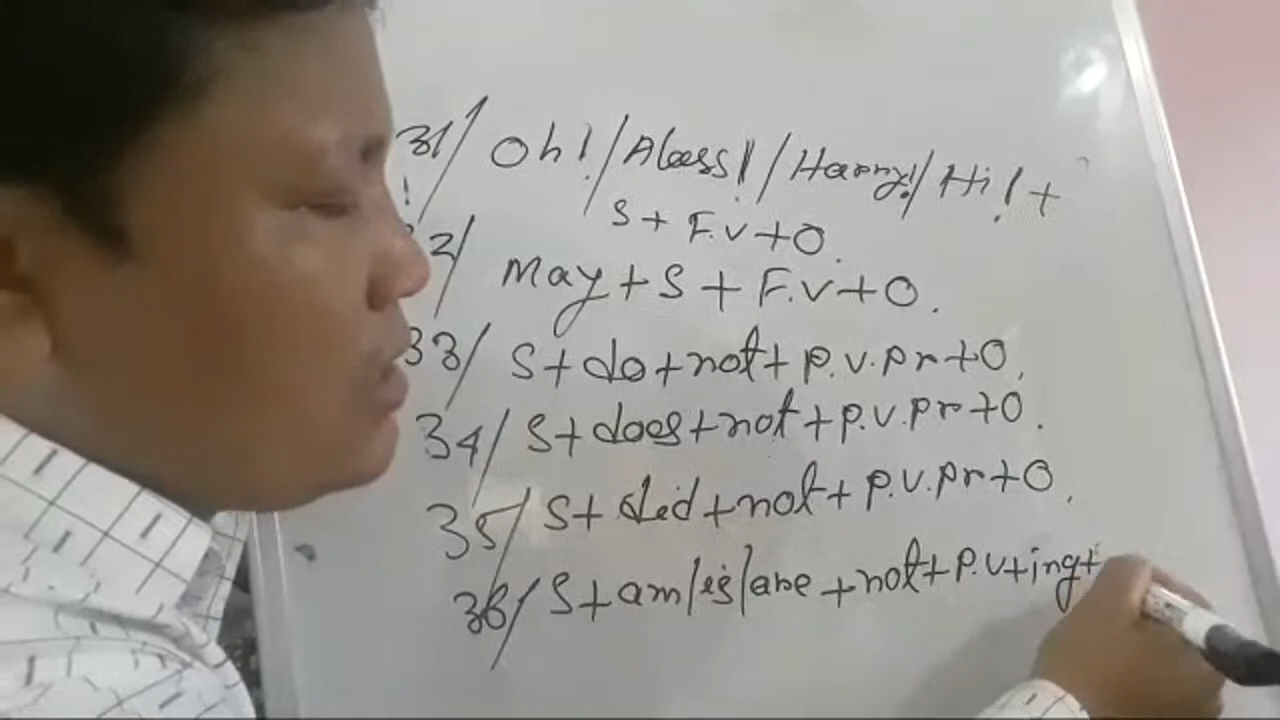 31/ Oh!/Alass!/Harry!/Hi!+
S+F.V+O.
32/ May+S+F.V+O.
33/ S+do+not+p.v.pr+O.
34/ S+does+not+p.v.pr+O.
35/ S+did+not+p.v.pr+O.
36/ S+am/is/are+not+p.v+ing+